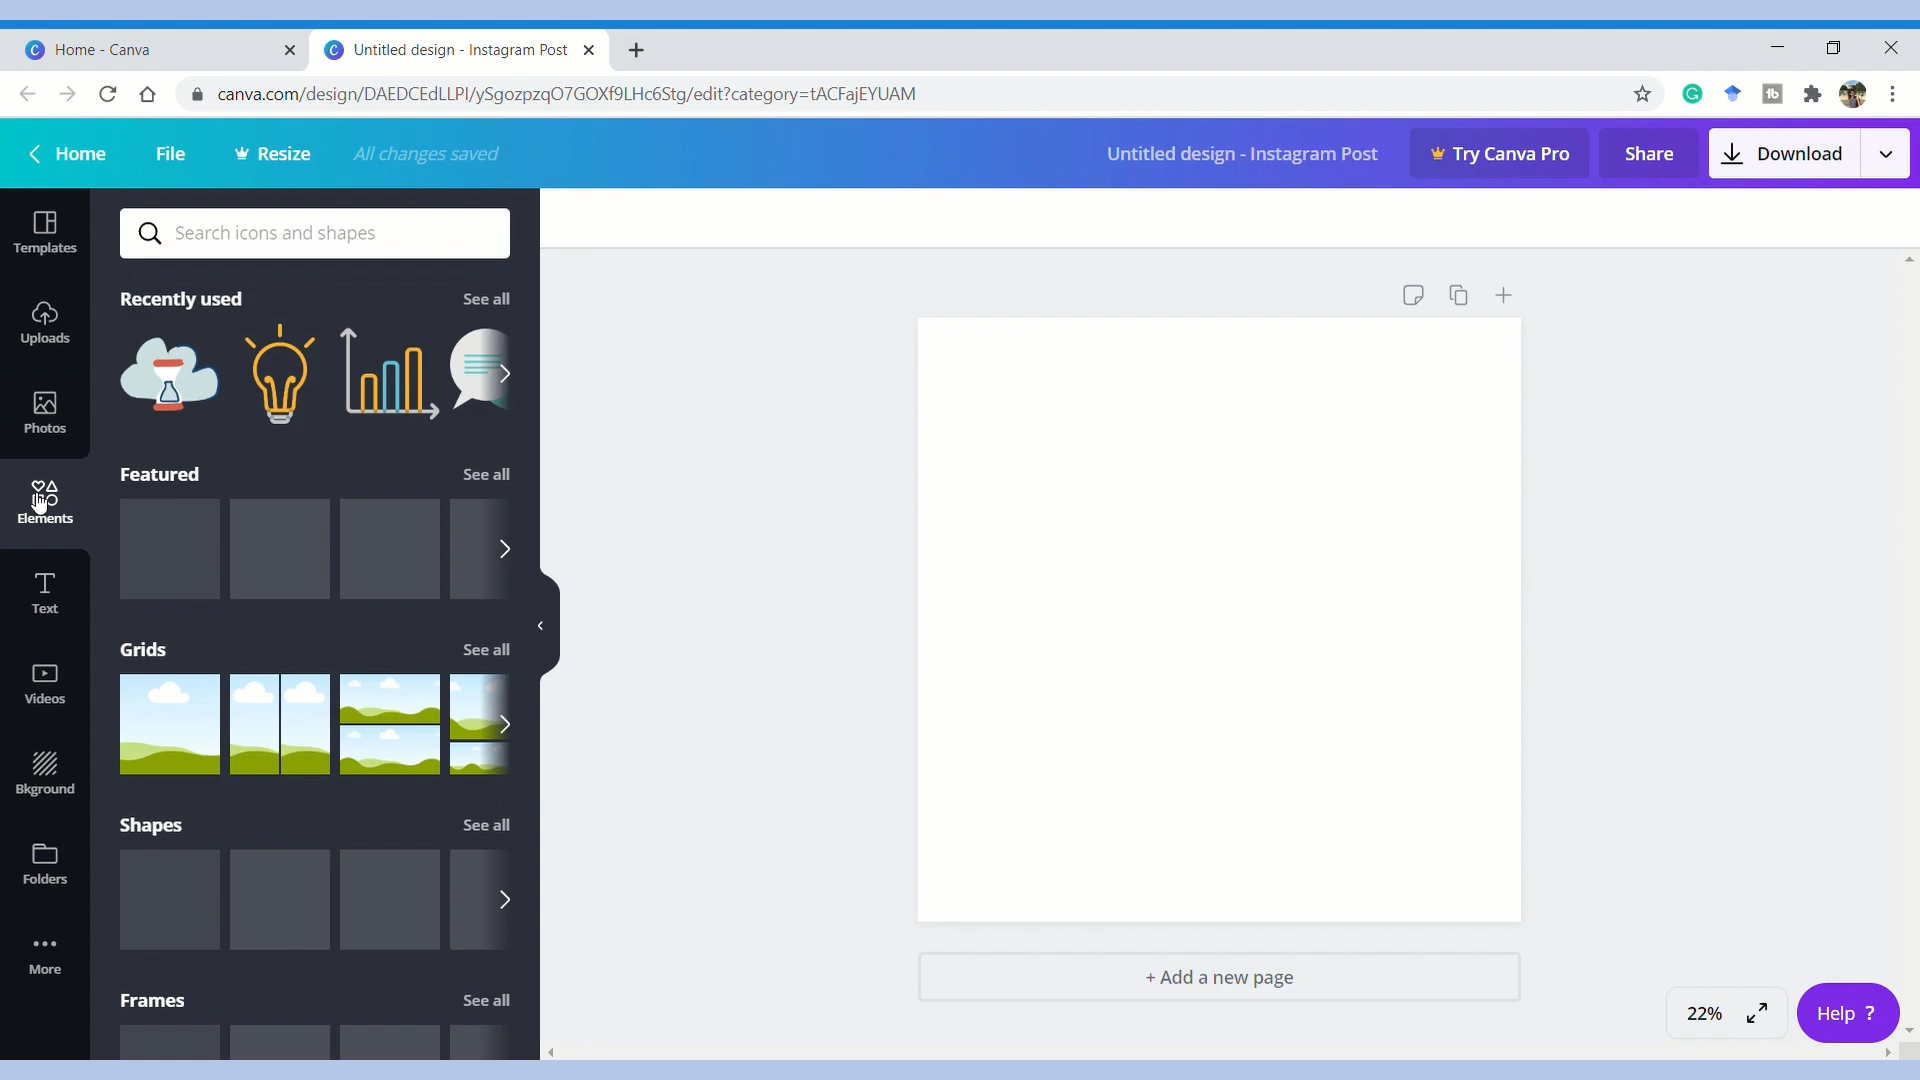 Home - Canva
Untitled design - Instagram Post
canva.com/design/DAEDCEdLLPI/ySgozpzqO7GOXf9LHc6Stg/edit?category=tACFajEYUAM
Home File Resize All changes saved
Untitled design - Instagram Post Try Canva Pro Share Download
Templates
Uploads
Photos
Elements
Text
Videos
Bkground
Folders
More
Search icons and shapes
Recently used See all
Featured See all
Grids See all
Shapes See all
Frames See all
+ Add a new page
22% Help ?